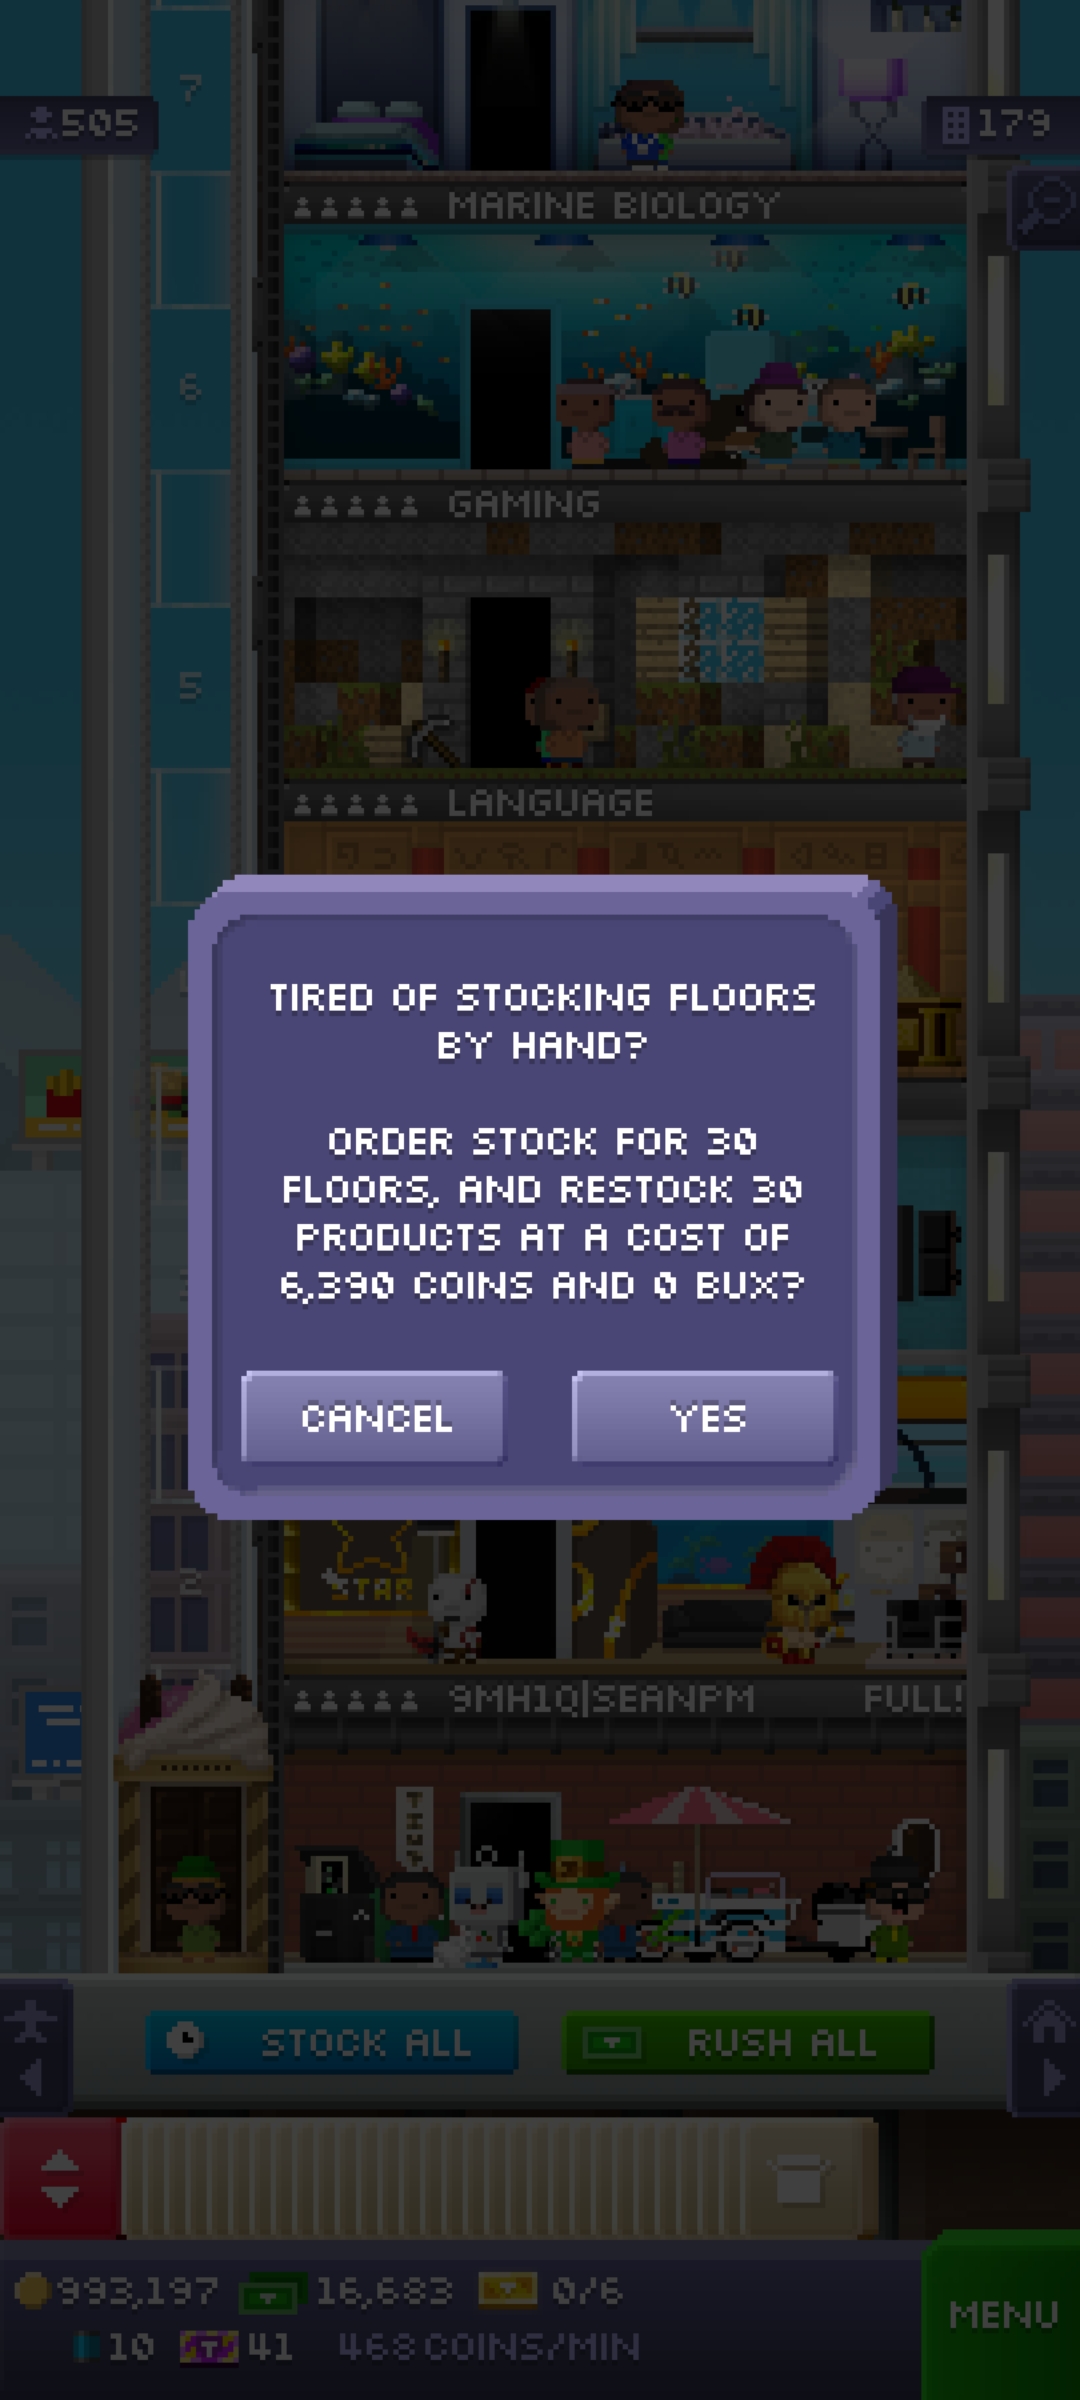 7
505
179
MARINE BIOLOGY
6
GAMING
5
LANGUAGE
TIRED OF STOCKING FLOORS
BY HAND?
ORDER STOCK FOR 30
FLOORS, AND RESTOCK 30
PRODUCTS AT A COST OF
6,390 COINS AND 0 BUX?
CANCEL
YES
STAR
2
9MH1Q|SEANPM
FULL!
STOCK ALL
RUSH ALL
993,197
16,683
0/6
MENU
10
41
468 COINS/MIN